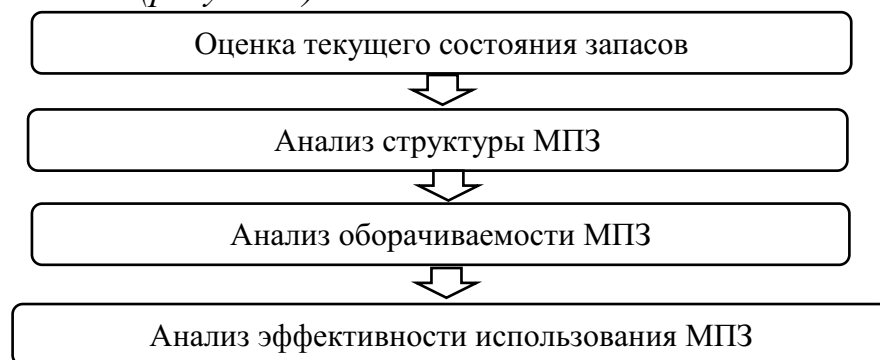 Оценка текущего состояния запасов
Анализ структуры МПЗ
Анализ оборачиваемости МПЗ
Анализ эффективности использования МПЗ